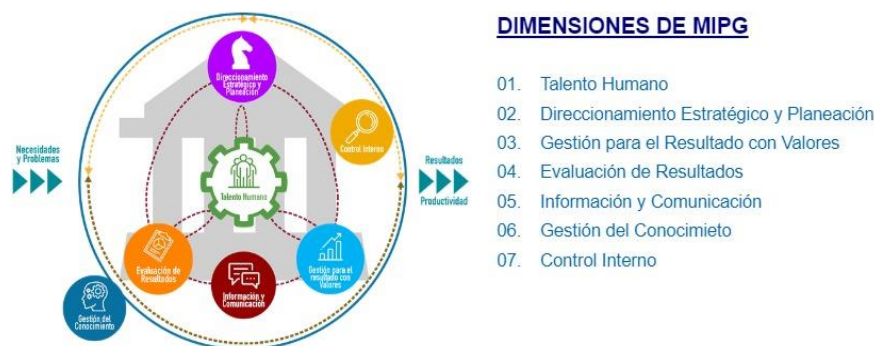 Direccionamiento
Estratégico y
Planeación
Control Interno
Necesidades
y Problemas
Talento Humano
Resultados
Productividad
Evaluación de
Resultados
Información y
Comunicación
Gestión para el
resultado con
Valores
Gestión del
Conocimiento
DIMENSIONES DE MIPG
01. Talento Humano
02. Direccionamiento Estratégico y Planeación
03. Gestión para el Resultado con Valores
04. Evaluación de Resultados
05. Información y Comunicación
06. Gestión del Conocimieto
07. Control Interno